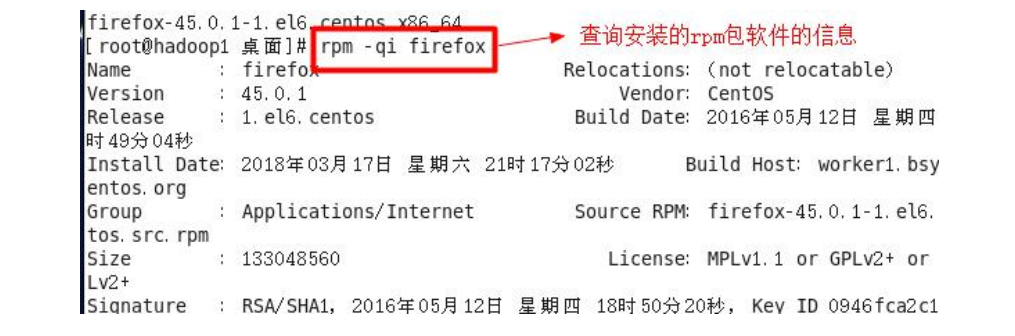 firefox-45.0.1-1.el6.centos.x86_64
[root@hadoop1 桌面]# rpm -qi firefox 查询安装的rpm包软件的信息
Name : firefox Relocations: (not relocatable)
Version : 45.0.1 Vendor: CentOS
Release : 1.el6.centos Build Date: 2016年05月12日 星期四
时49分04秒
Install Date: 2018年03月17日 星期六 21时17分02秒 Build Host: worker1.bsy
entos.org
Group : Applications/Internet Source RPM: firefox-45.0.1-1.el6.
tos.src.rpm
Size : 133048560 License: MPLv1.1 or GPLv2+ or
Lv2+
Signature : RSA/SHA1, 2016年05月12日 星期四 18时50分20秒, Key ID 0946fca2c1